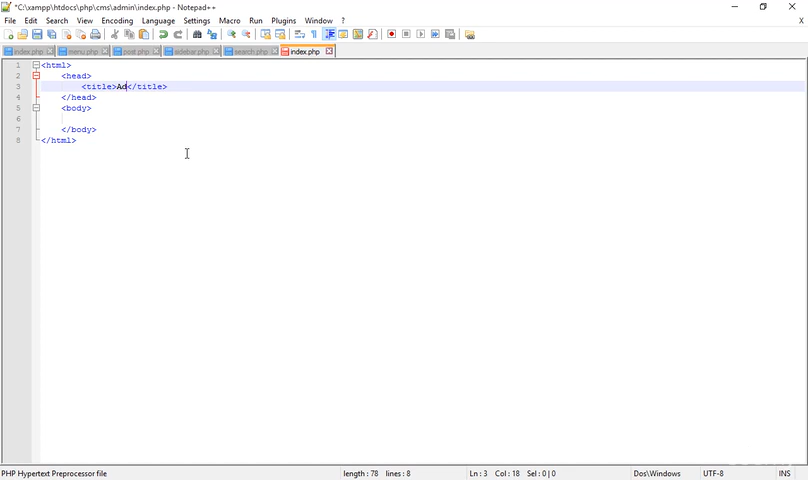 *C:\xampp\htdocs\php\cms\admin\index.php - Notepad++
File Edit Search View Encoding Language Settings Macro Run Plugins Window ? X
index.php menu.php post.php sidebar.php search.php index.php
1 <html>
2 <head>
3 <title>Ad</title>
4 </head>
5 <body>
6
7 </body>
8 </html>
PHP Hypertext Preprocessor file length : 78 lines : 8 Ln : 3 Col : 18 Sel : 0 | 0 Dos\Windows UTF-8 INS